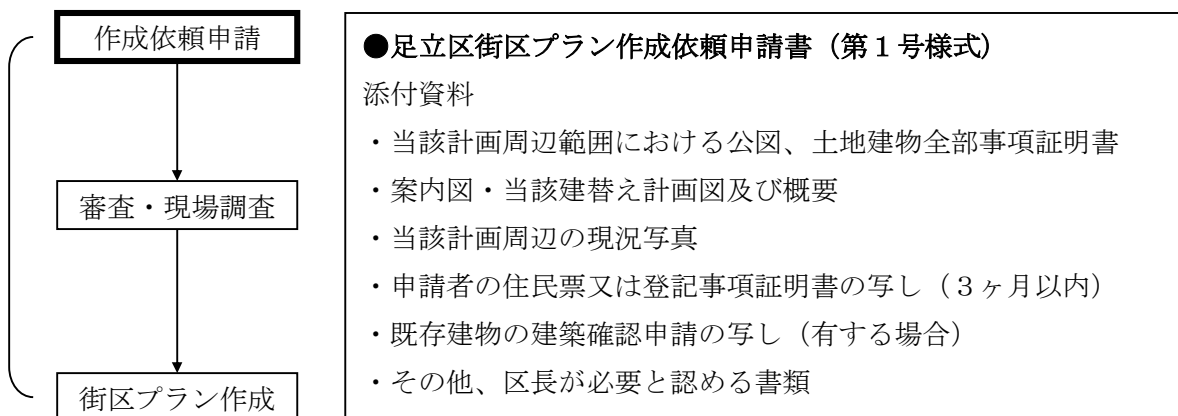 作成依頼申請
審査・現場調査
街区プラン作成
●足立区街区プラン作成依頼申請書（第１号様式）
添付資料
・当該計画周辺範囲における公図、土地建物全部事項証明書
・案内図・当該建替え計画図及び概要
・当該計画周辺の現況写真
・申請者の住民票又は登記事項証明書の写し（３ヶ月以内）
・既存建物の建築確認申請の写し（有する場合）
・その他、区長が必要と認める書類